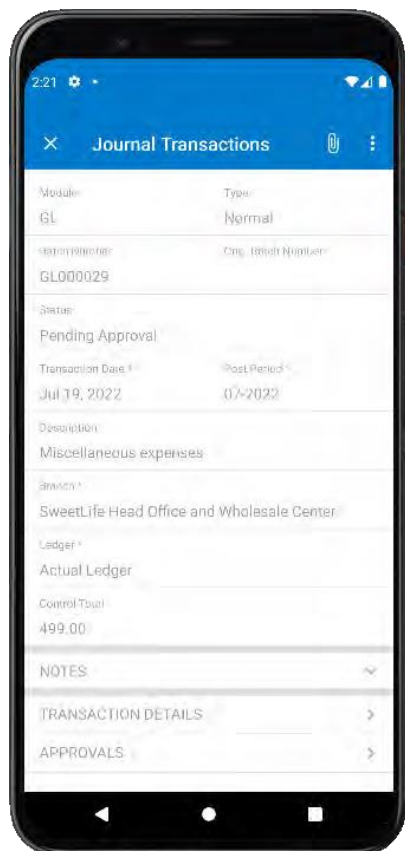 2:21
Journal Transactions
Module Type
GL Normal
Batch Number Orig. Batch Number
GL000029
Status
Pending Approval
Transaction Date * Post Period *
Jul 19, 2022 07-2022
Description
Miscellaneous expenses
Branch *
SweetLife Head Office and Wholesale Center
Ledger *
Actual Ledger
Control Total
499.00
NOTES
TRANSACTION DETAILS
APPROVALS